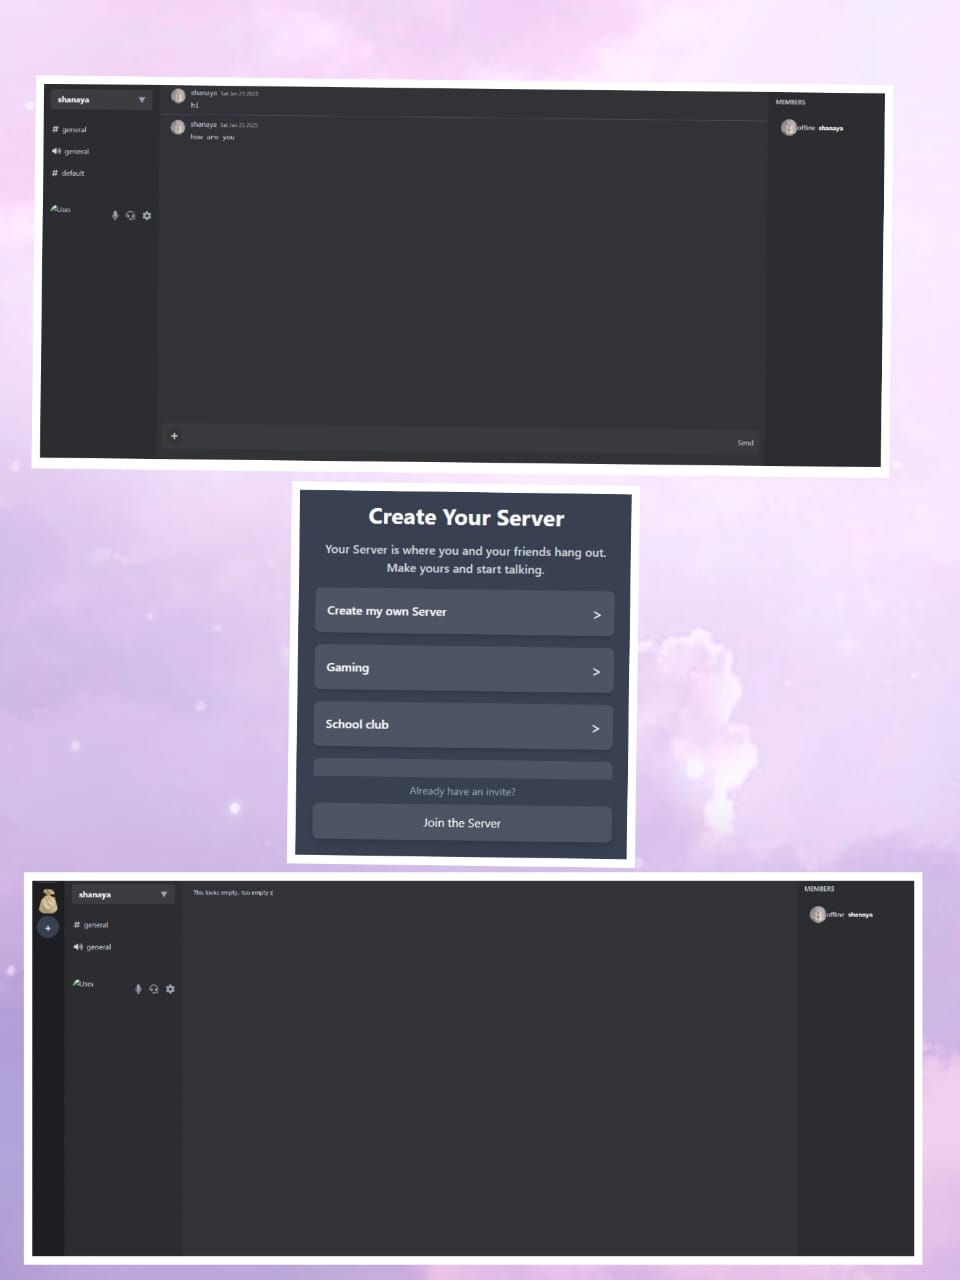 shanaya
# general
general
# default
User
shanaya Sat Jan 25 2025
hi
shanaya Sat Jan 25 2025
how are you
+
Send
MEMBERS
offline shanaya
Create Your Server
Your Server is where you and your friends hang out.
Make yours and start talking.
Create my own Server >
Gaming >
School club >
Already have an invite?
Join the Server
+
shanaya
# general
general
User
This looks empty, too empty
MEMBERS
offline shanaya